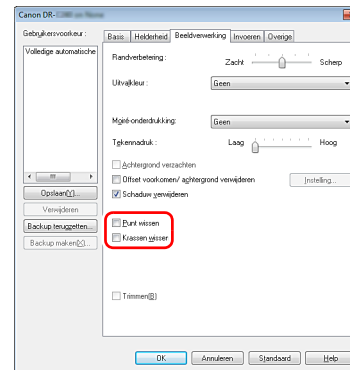 Canon DR-
Gebruikersvoorkeur :
Volledige automatische
Opslaan(Y)...
Verwijderen
Backup terugzetten...
Backup maken(X)...
Basis Helderheid Beeldverwerking Invoeren Overige
Randverbetering: Zacht Scherp
Uitvalkleur : Geen
Moiré-onderdrukking: Geen
Tekennadruk : Laag Hoog
Achtergrond verzachten
Offset voorkomen/ achtergrond verwijderen Instelling...
Schaduw verwijderen
Punt wissen
Krassen wissen
Trimmen(B)
OK Annuleren Standaard Help